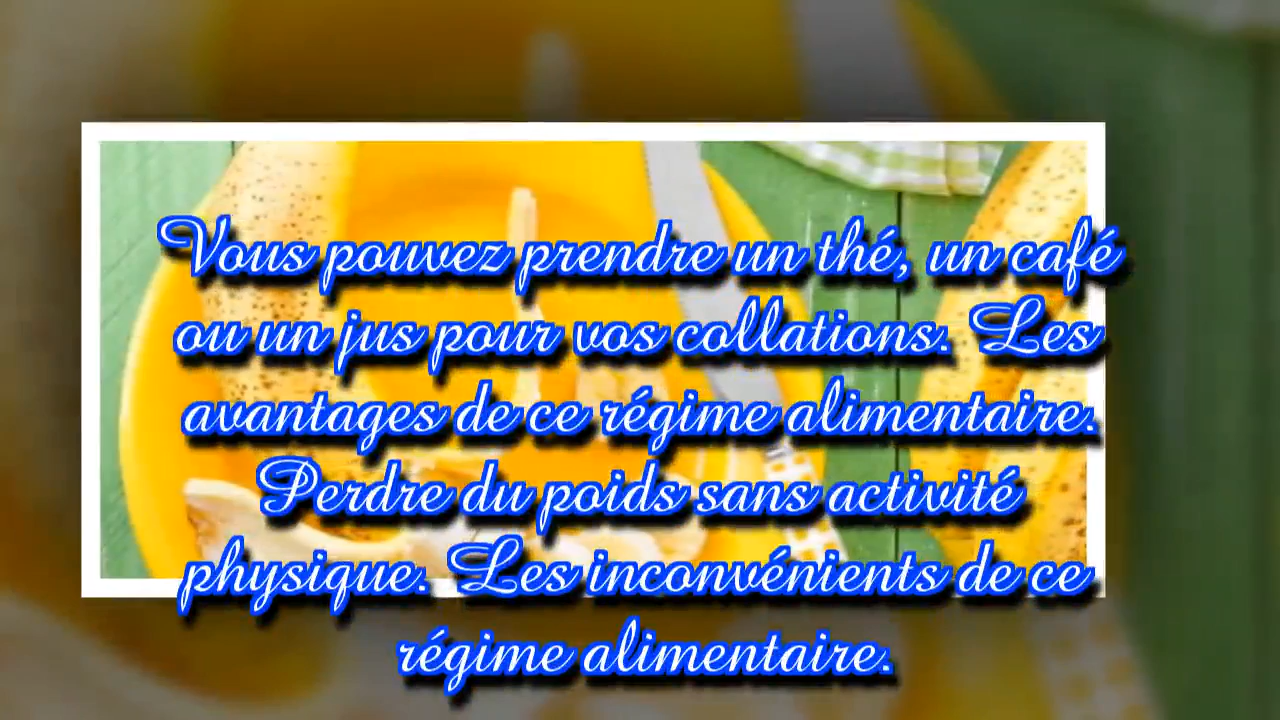 Vous pouvez prendre un thé, un café
ou un jus pour vos collations. Les
avantages de ce régime alimentaire.
Perdre du poids sans activité
physique. Les inconvénients de ce
régime alimentaire.